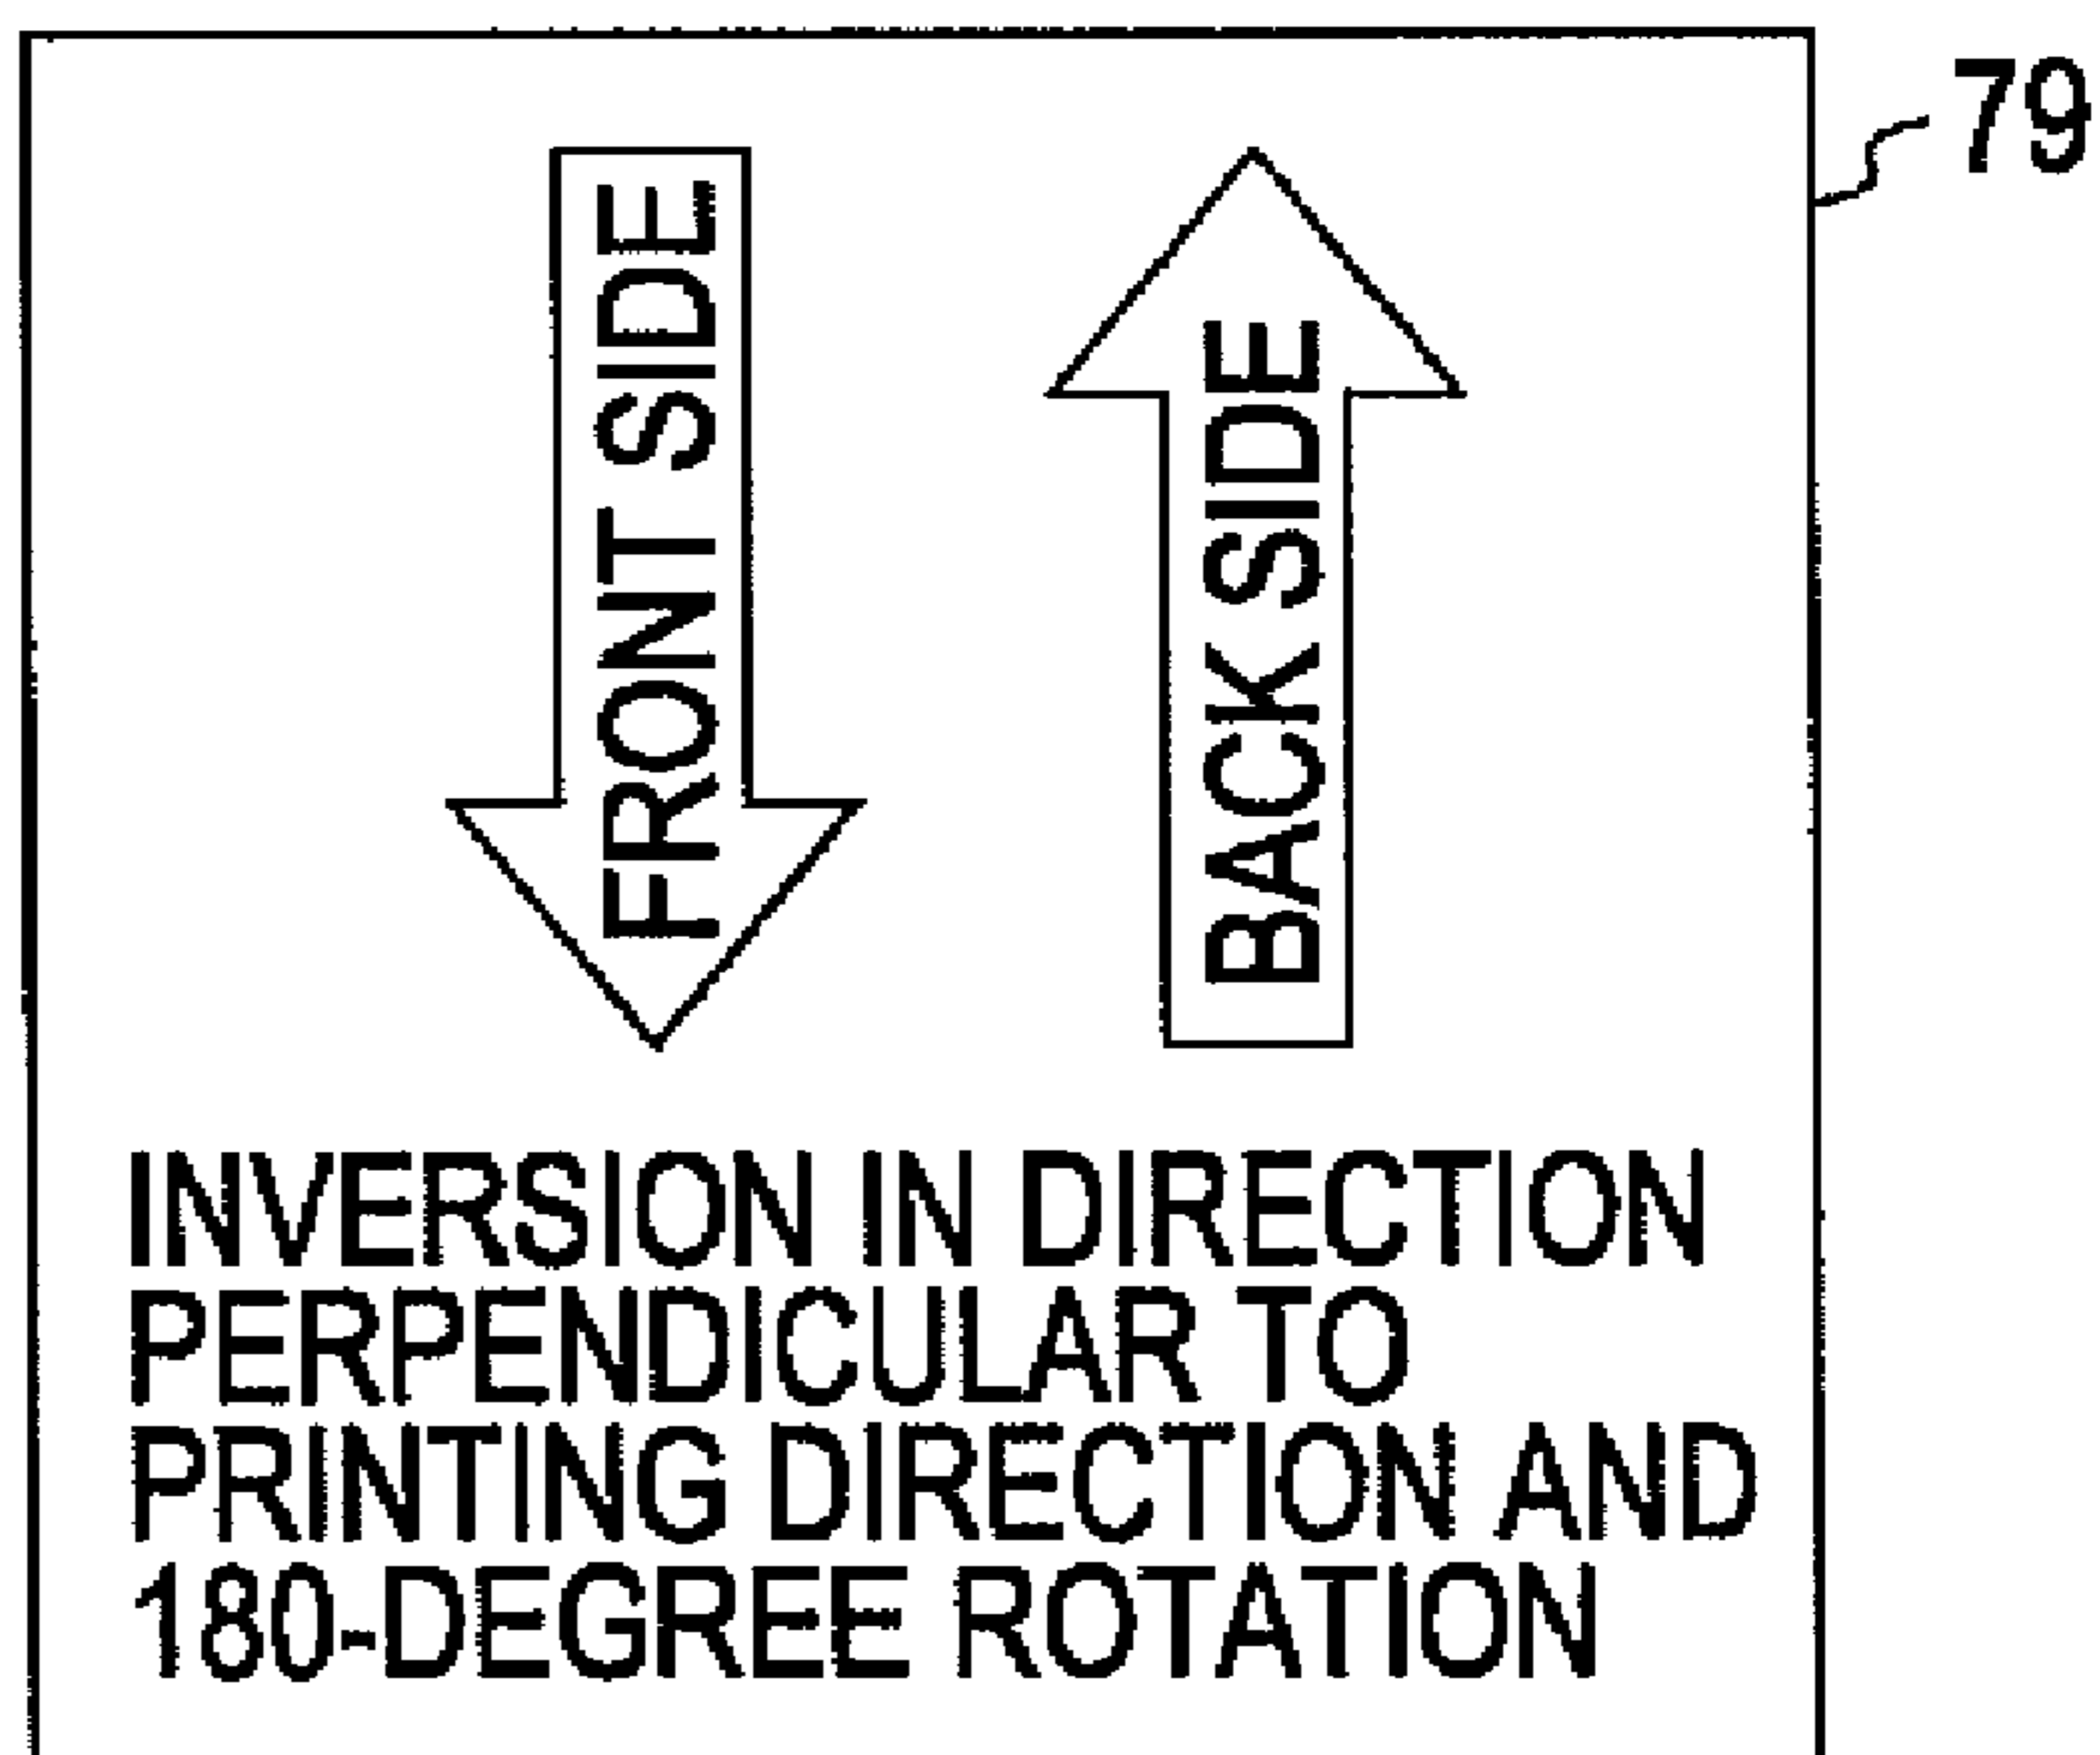 79
FRONT SIDE
BACK SIDE
INVERSION IN DIRECTION
PERPENDICULAR TO
PRINTING DIRECTION AND
180-DEGREE ROTATION